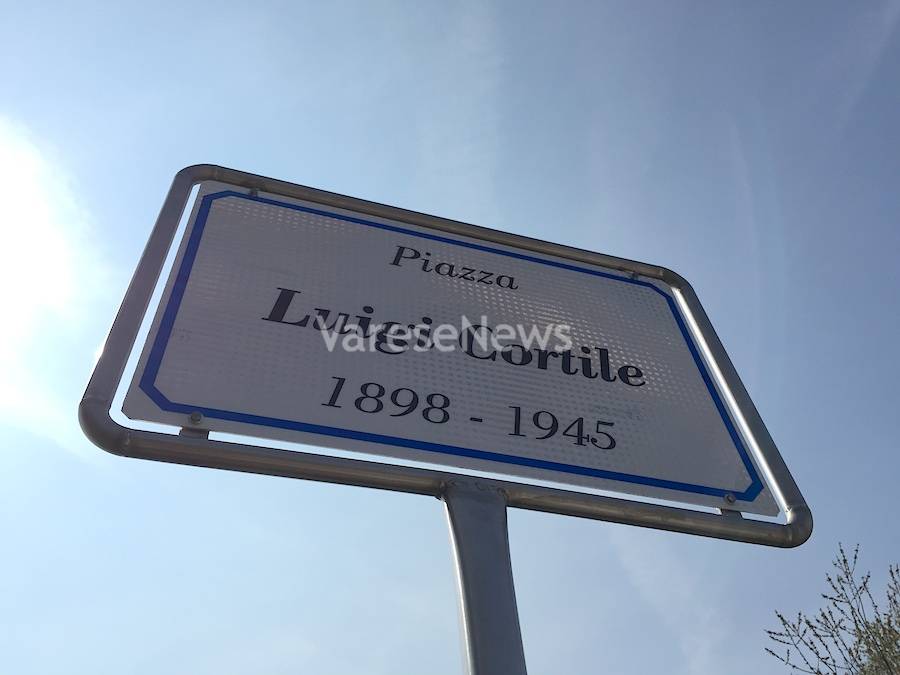 Piazza
Luigi Cortile
VareseNews
1898 - 1945